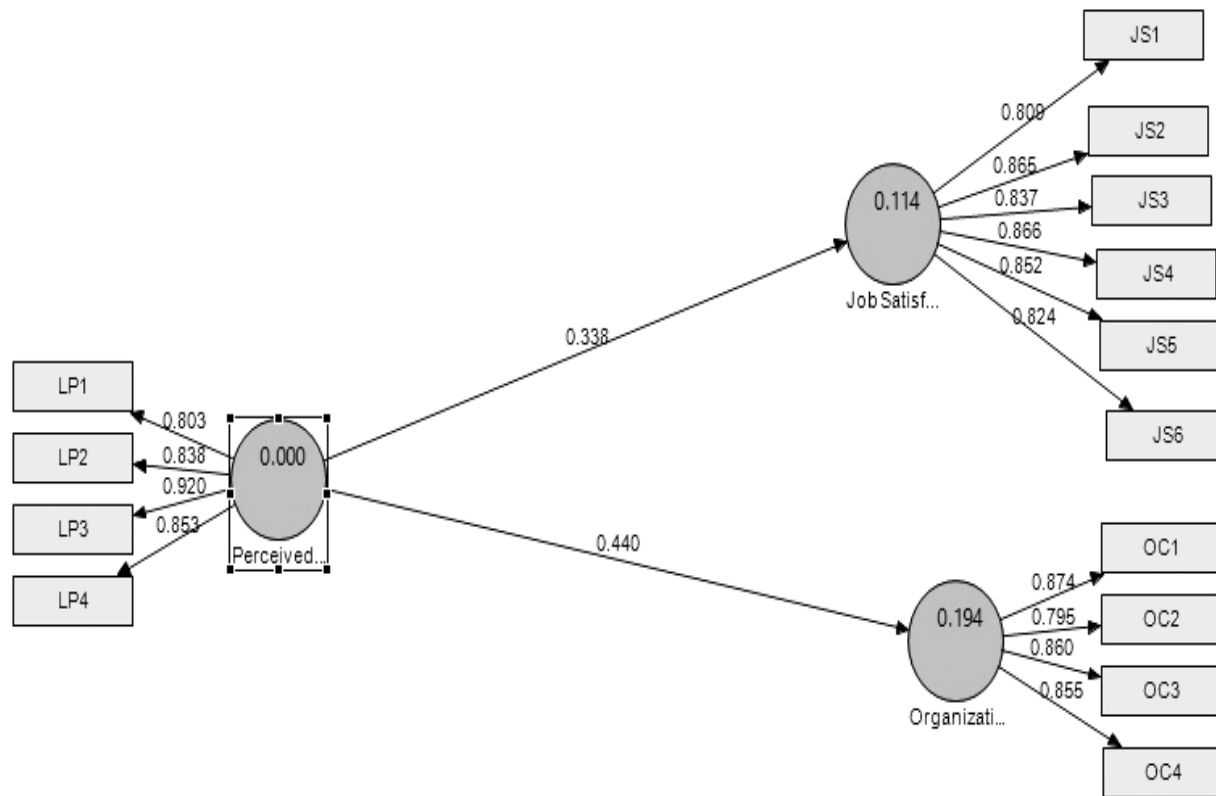 JS1
0.809
JS2
0.865
0.114
0.837
JS3
0.866
JS4
0.852
Job Satisf...
0.824
JS5
0.338
LP1
0.803
JS6
0.838
LP2
0.000
0.920
LP3
0.853
Perceived...
0.440
OC1
0.874
LP4
0.795
OC2
0.194
0.860
OC3
0.855
Organizati...
OC4